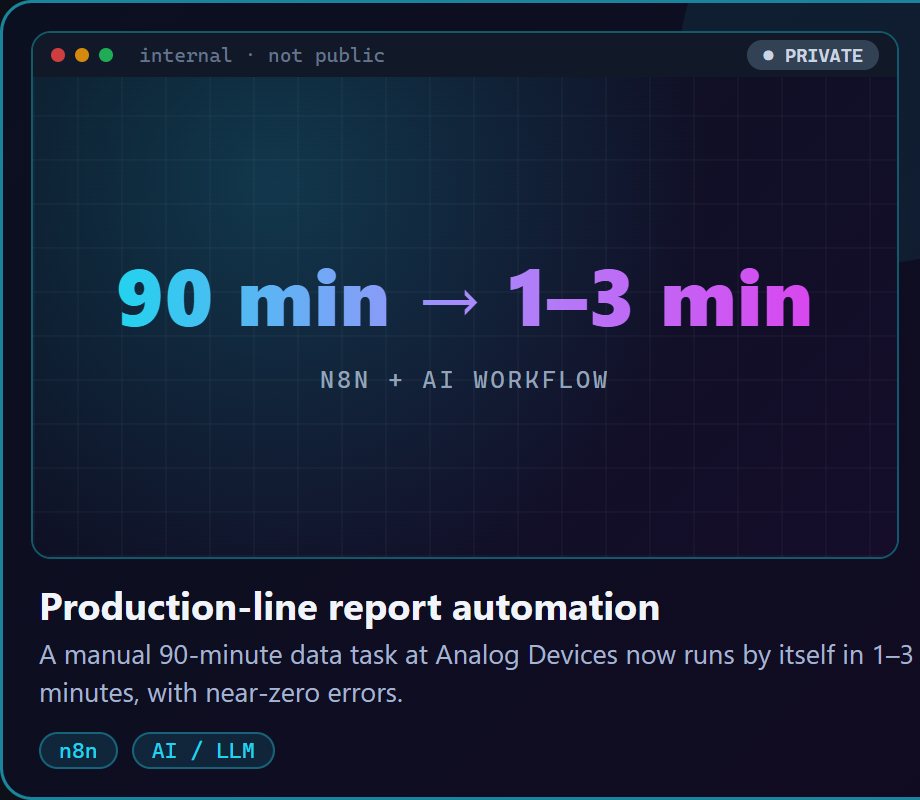 internal · not public
PRIVATE
90 min → 1–3 min
N8N + AI WORKFLOW
Production-line report automation
A manual 90-minute data task at Analog Devices now runs by itself in 1–3
minutes, with near-zero errors.
n8n
AI / LLM